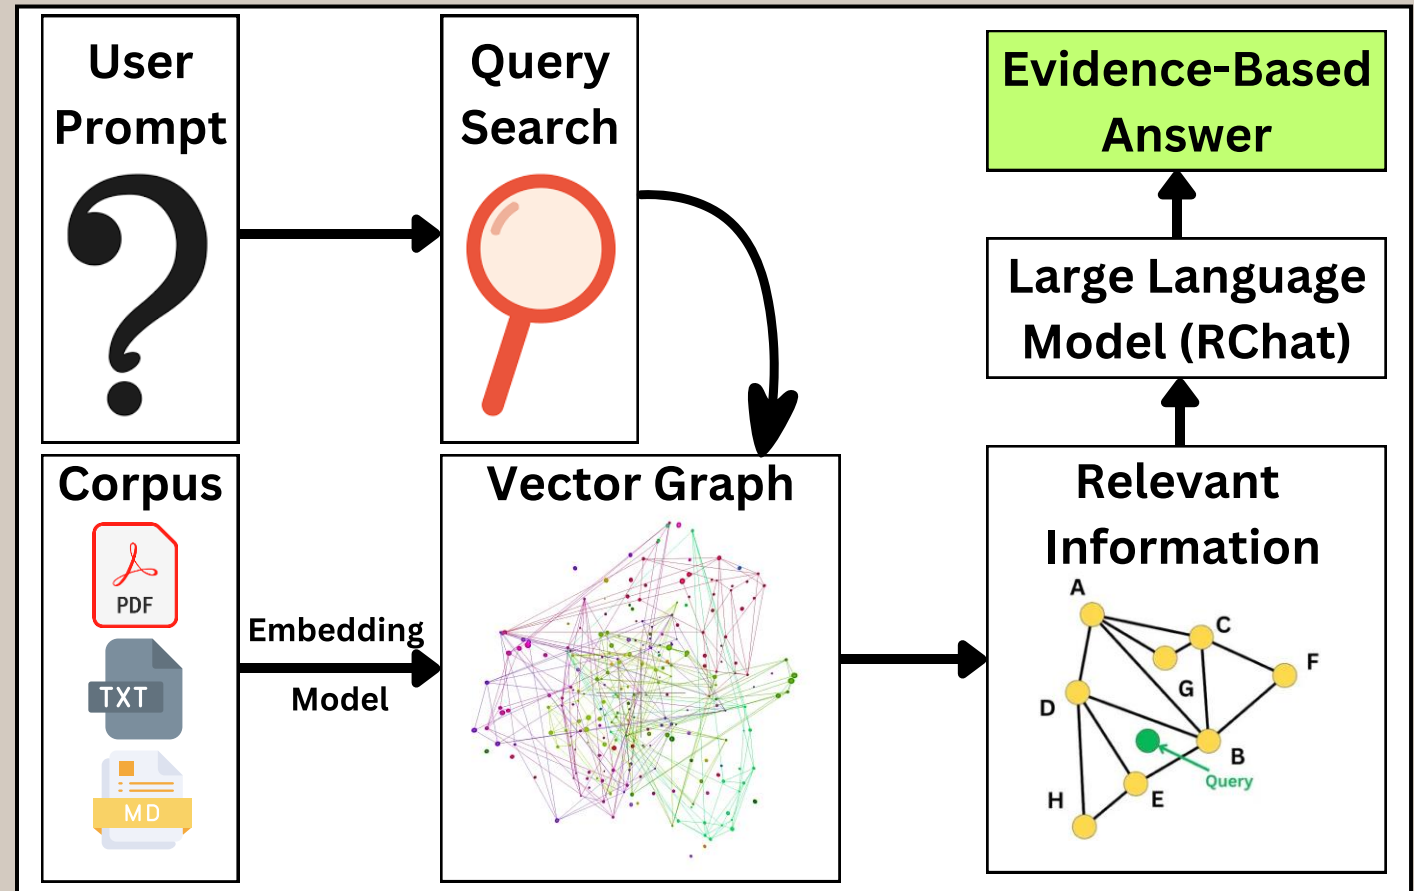 User
Prompt
Query
Search
Evidence-Based
Answer
Large Language
Model (RChat)
Corpus
PDF
TXT
MD
Embedding
Model
Vector Graph
Relevant
Information
A
C
F
G
D
B
Query
E
H